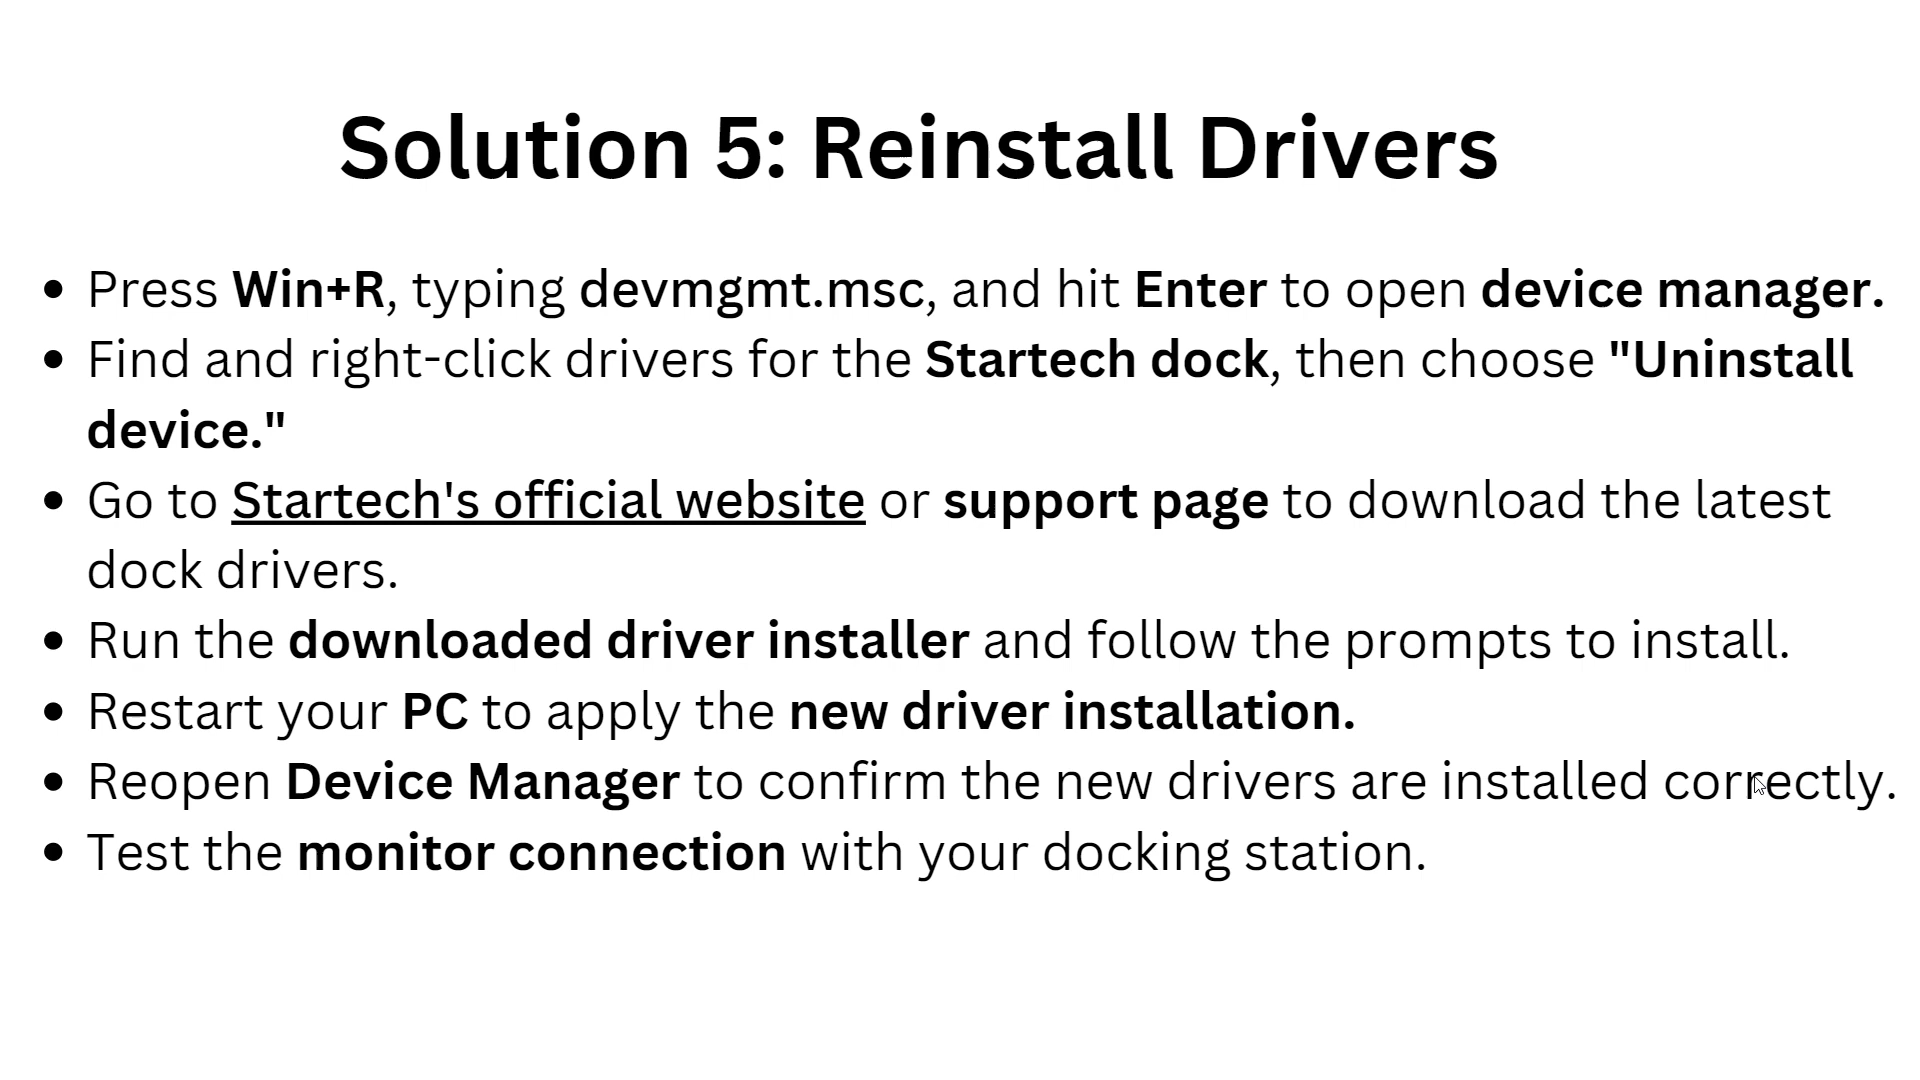 Solution 5: Reinstall Drivers
• Press Win+R, typing devmgmt.msc, and hit Enter to open device manager.
• Find and right-click drivers for the Startech dock, then choose "Uninstall
device."
• Go to Startech's official website or support page to download the latest
dock drivers.
• Run the downloaded driver installer and follow the prompts to install.
• Restart your PC to apply the new driver installation.
• Reopen Device Manager to confirm the new drivers are installed correctly.
• Test the monitor connection with your docking station.